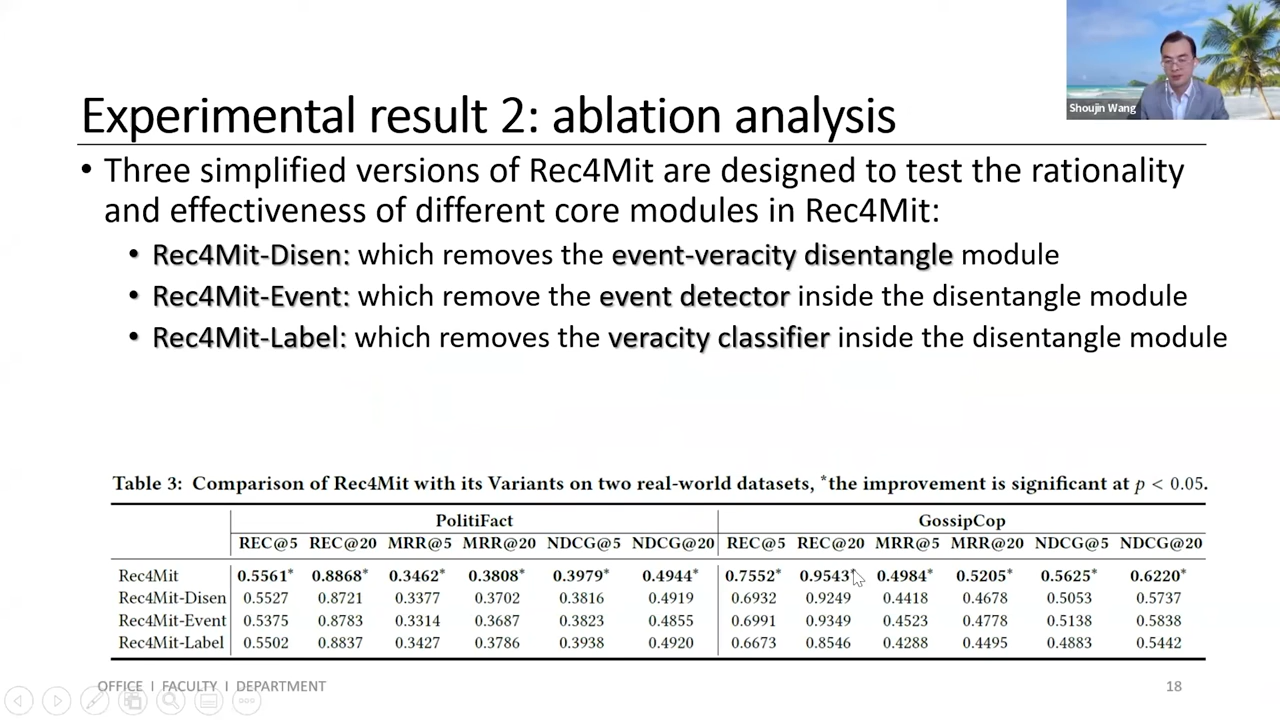 Shoujin Wang
Experimental result 2: ablation analysis
• Three simplified versions of Rec4Mit are designed to test the rationality
and effectiveness of different core modules in Rec4Mit:
• Rec4Mit-Disen: which removes the event-veracity disentangle module
• Rec4Mit-Event: which remove the event detector inside the disentangle module
• Rec4Mit-Label: which removes the veracity classifier inside the disentangle module
Table 3: Comparison of Rec4Mit with its Variants on two real-world datasets, *the improvement is significant at p < 0.05.
PolitiFact GossipCop
REC@5 REC@20 MRR@5 MRR@20 NDCG@5 NDCG@20 REC@5 REC@20 MRR@5 MRR@20 NDCG@5 NDCG@20
Rec4Mit 0.5561* 0.8868* 0.3462* 0.3808* 0.3979* 0.4944* 0.7552* 0.9543* 0.4984* 0.5205* 0.5625* 0.6220*
Rec4Mit-Disen 0.5527 0.8721 0.3377 0.3702 0.3816 0.4919 0.6932 0.9249 0.4418 0.4678 0.5053 0.5737
Rec4Mit-Event 0.5375 0.8783 0.3314 0.3687 0.3823 0.4855 0.6991 0.9349 0.4523 0.4778 0.5138 0.5838
Rec4Mit-Label 0.5502 0.8837 0.3427 0.3786 0.3938 0.4920 0.6673 0.8546 0.4288 0.4495 0.4883 0.5442
OFFICE I FACULTY I DEPARTMENT 18